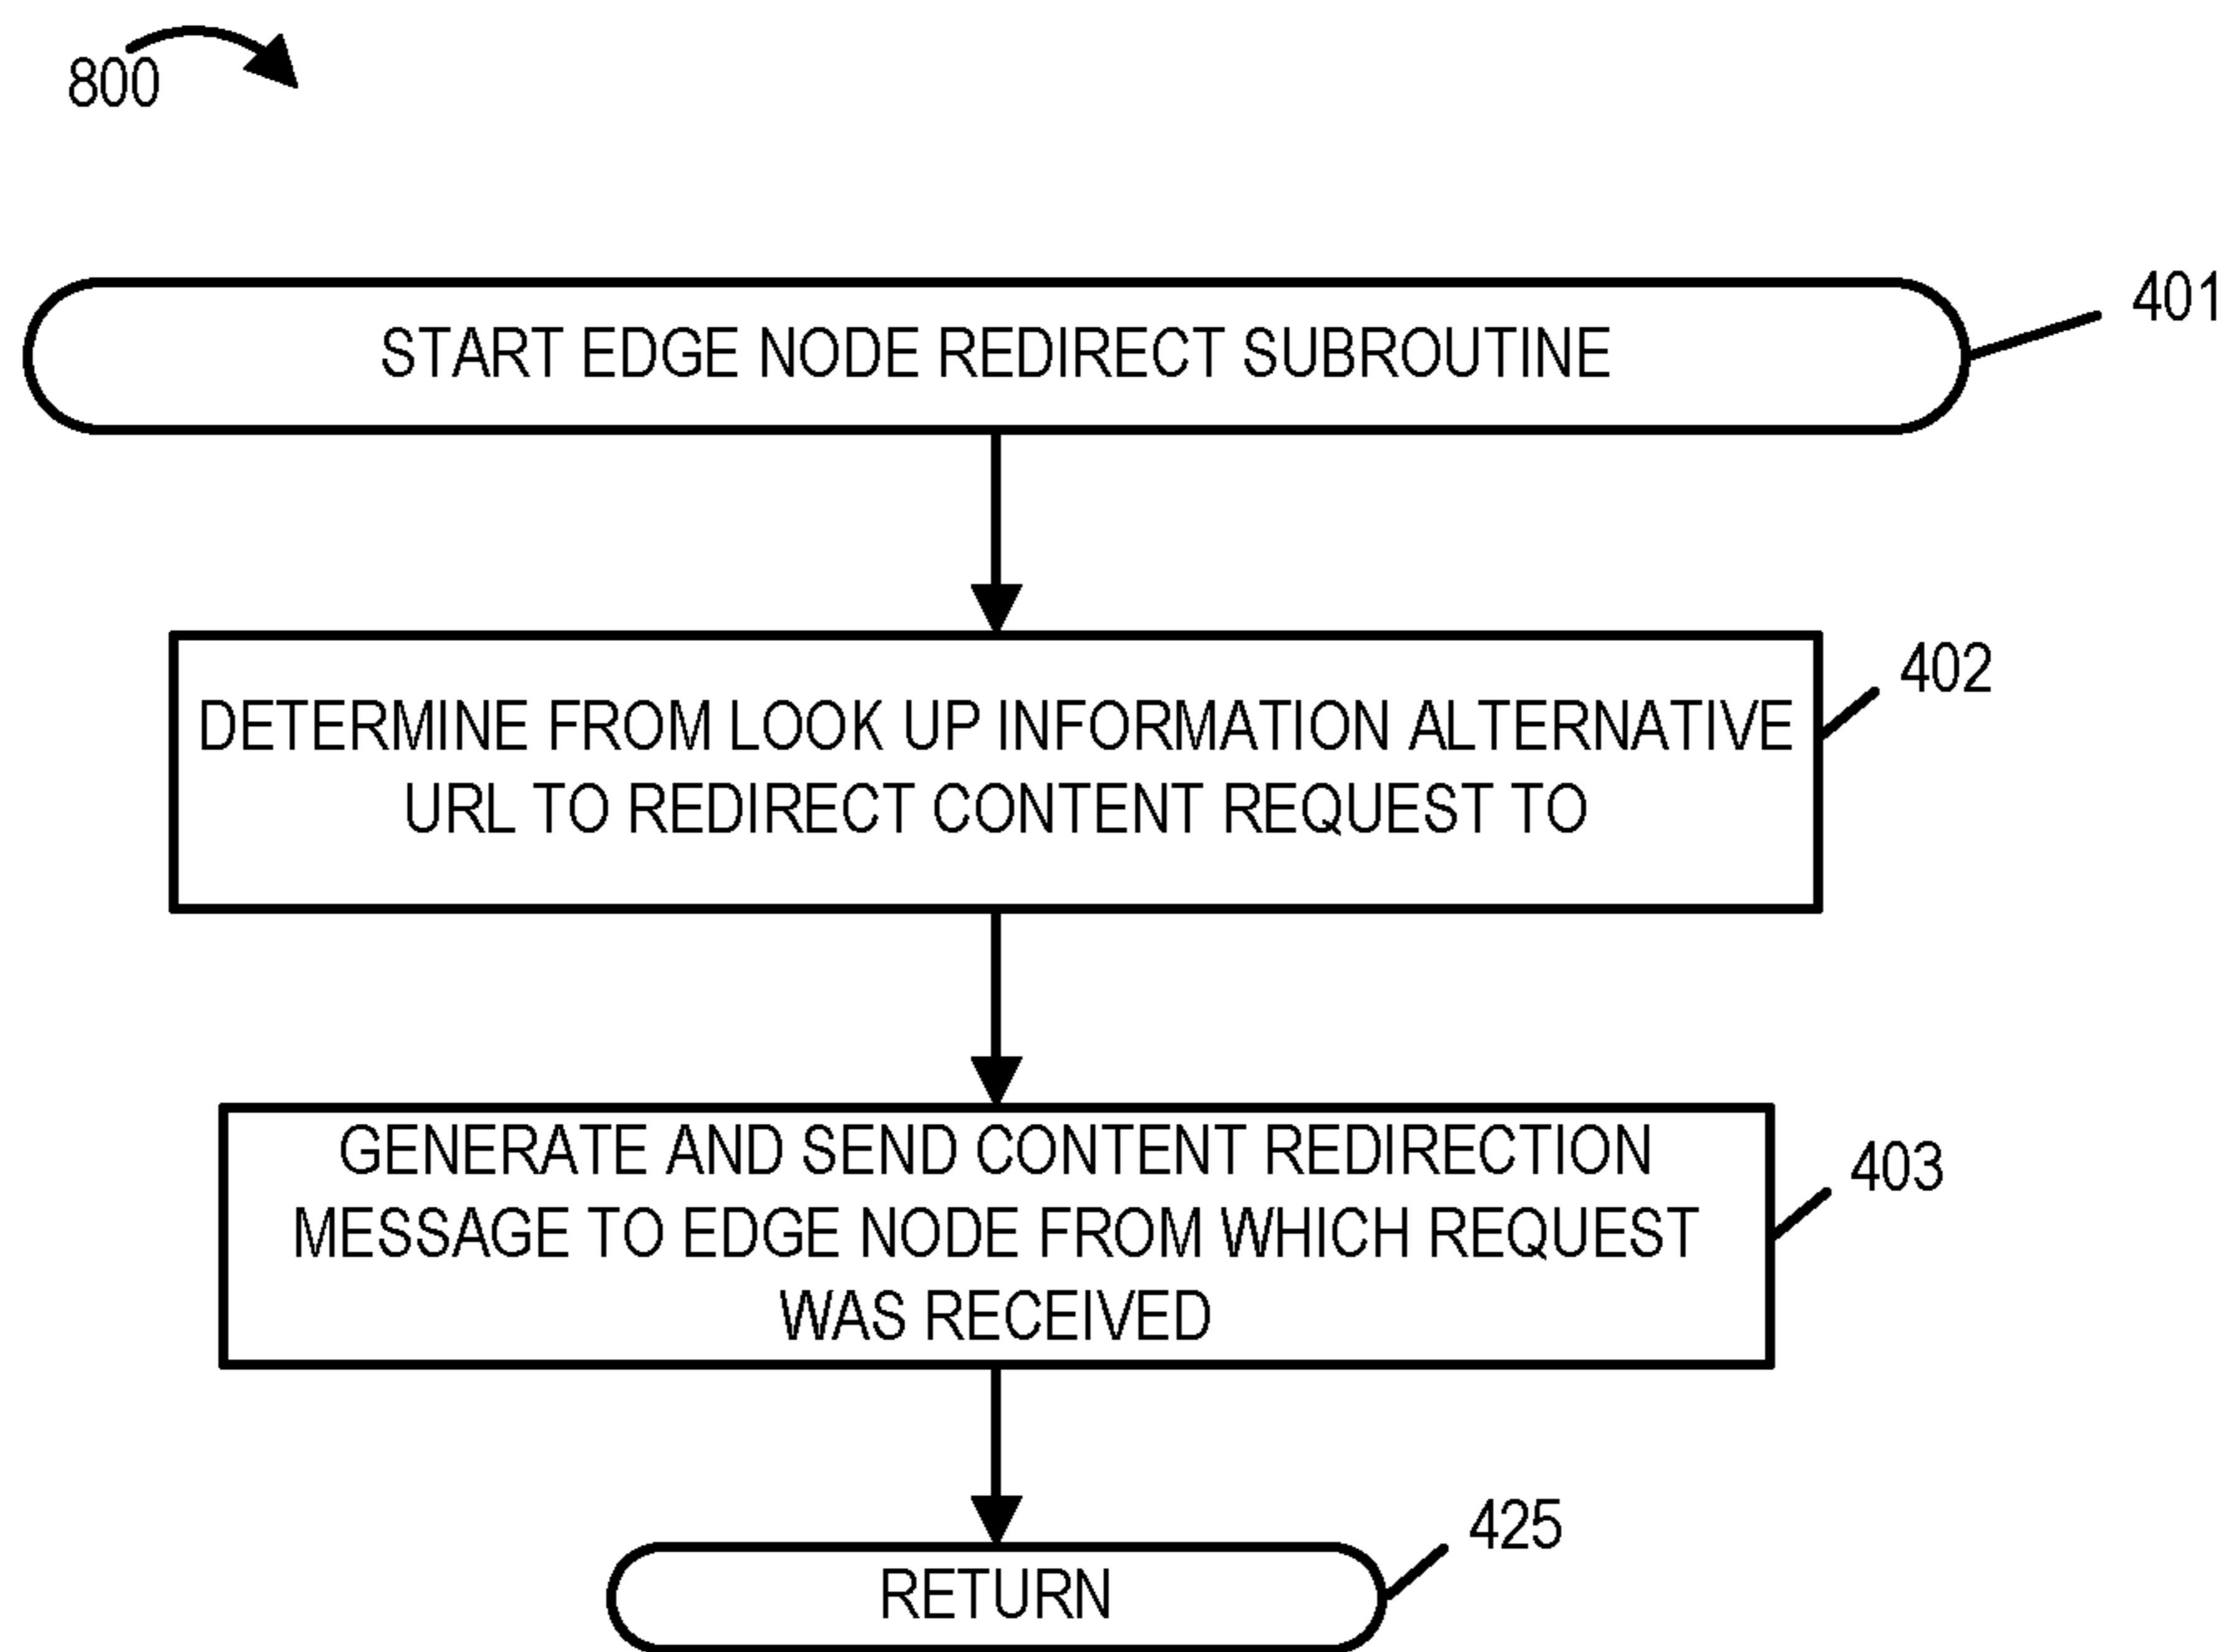 800
START EDGE NODE REDIRECT SUBROUTINE
401
DETERMINE FROM LOOK UP INFORMATION ALTERNATIVE
URL TO REDIRECT CONTENT REQUEST TO
402
GENERATE AND SEND CONTENT REDIRECTION
MESSAGE TO EDGE NODE FROM WHICH REQUEST
WAS RECEIVED
403
RETURN
425